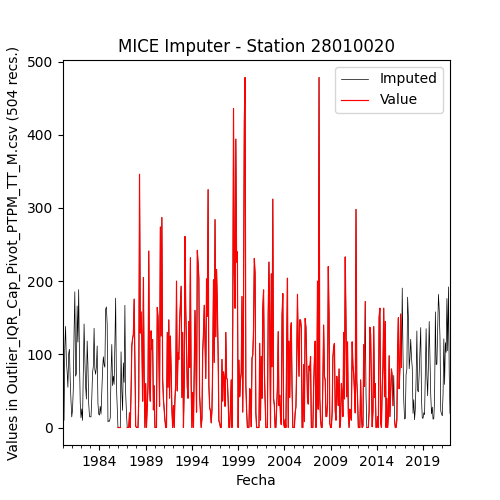 MICE Imputer - Station 28010020
Values in Outlier_IQR_Cap_Pivot_PTPM_TT_M.csv (504 recs.)
500
400
300
200
100
0
Imputed
Value
1984
1989
1994
1999
2004
2009
2014
2019
Fecha